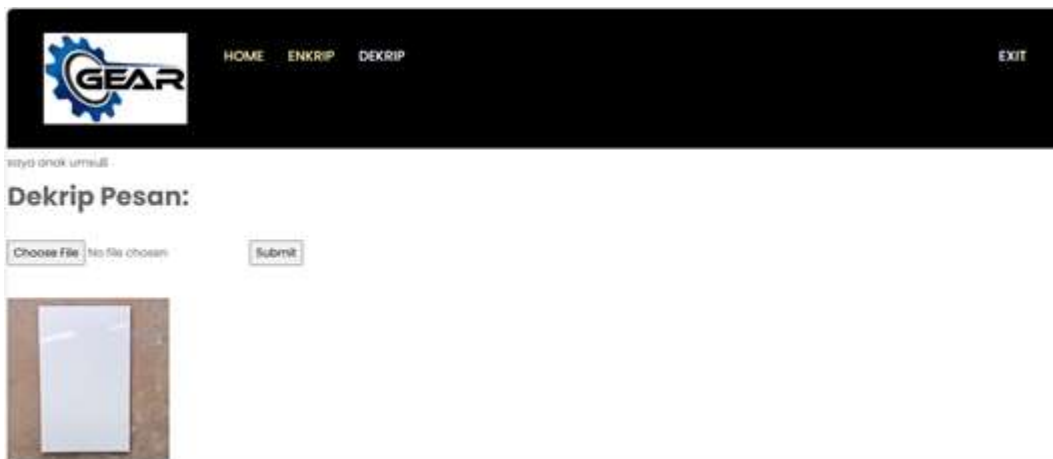 GEAR
HOME ENKRIP DEKRIP EXIT
saya anak umsu
Dekrip Pesan:
Choose File No file chosen Submit